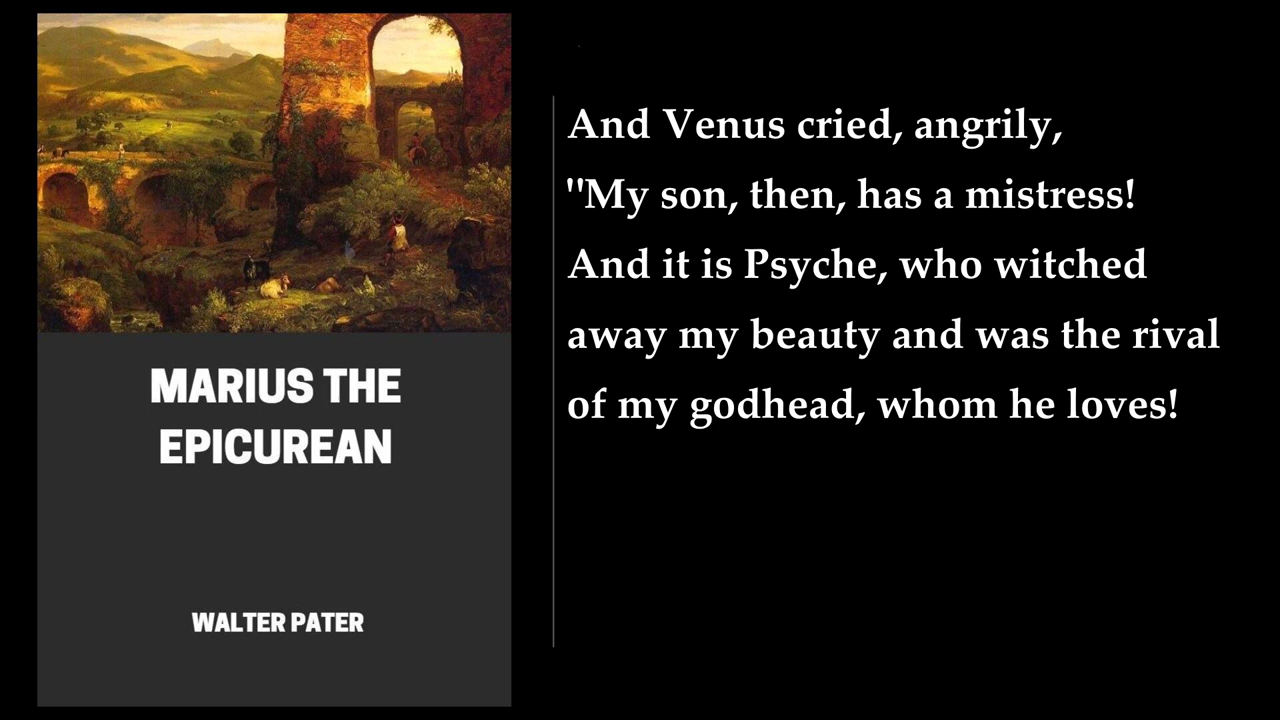 MARIUS THE
EPICUREAN
WALTER PATER
And Venus cried, angrily,
"My son, then, has a mistress!
And it is Psyche, who witched
away my beauty and was the rival
of my godhead, whom he loves!